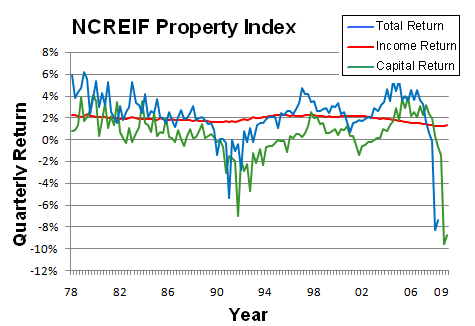 NCREIF Property Index
Total Return
Income Return
Capital Return
Quarterly Return
8%
6%
4%
2%
0%
-2%
-4%
-6%
-8%
-10%
-12%
78 82 86 90 94 98 02 06 09
Year